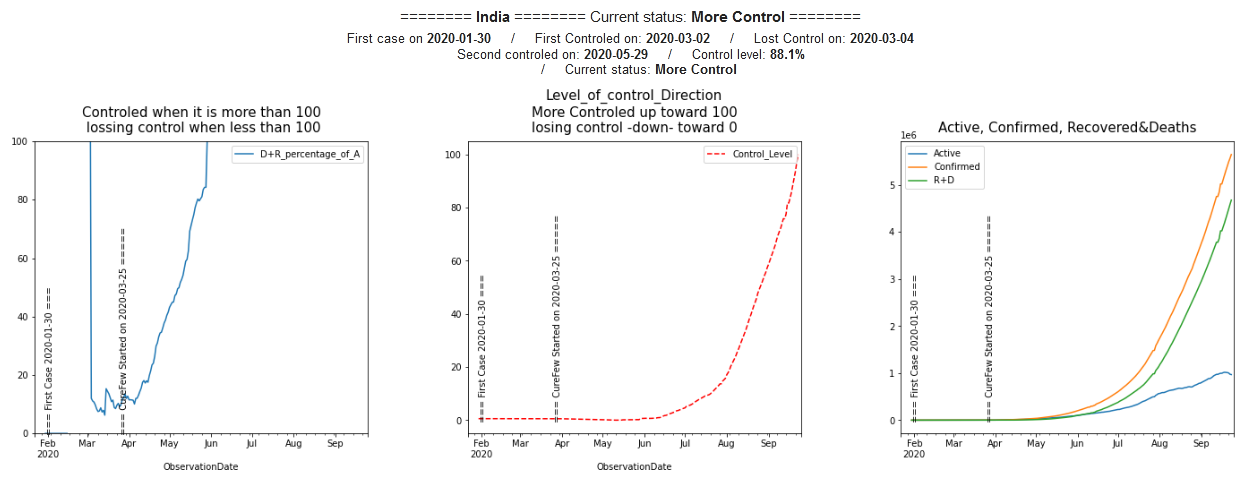 ======== India ======== Current status: More Control ========
First case on 2020-01-30 / First Controled on: 2020-03-02 / Lost Control on: 2020-03-04
Second controled on: 2020-05-29 / Control level: 88.1%
/ Current status: More Control
Controled when it is more than 100
lossing control when less than 100
D+R_percentage_of_A
100
80
60
40
20
0
=== First Case 2020-01-30 ====
=== CureFew Started on 2020-03-25 ======
Feb Mar Apr May Jun Jul Aug Sep
2020
ObservationDate
Level_of_control_Direction
More Controled up toward 100
losing control -down- toward 0
Control_Level
100
80
60
40
20
0
=== First Case 2020-01-30 ====
=== CureFew Started on 2020-03-25 ======
Feb Mar Apr May Jun Jul Aug Sep
2020
ObservationDate
Active, Confirmed, Recovered&Deaths
1e6
Active
Confirmed
R+D
5
4
3
2
1
0
=== First Case 2020-01-30 ====
=== CureFew Started on 2020-03-25 ======
Feb Mar Apr May Jun Jul Aug Sep
2020